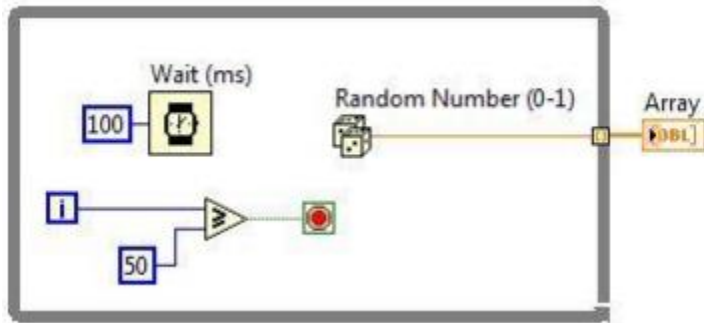 Wait (ms)
Random Number (0-1)
Array
100
DBL]
i
50